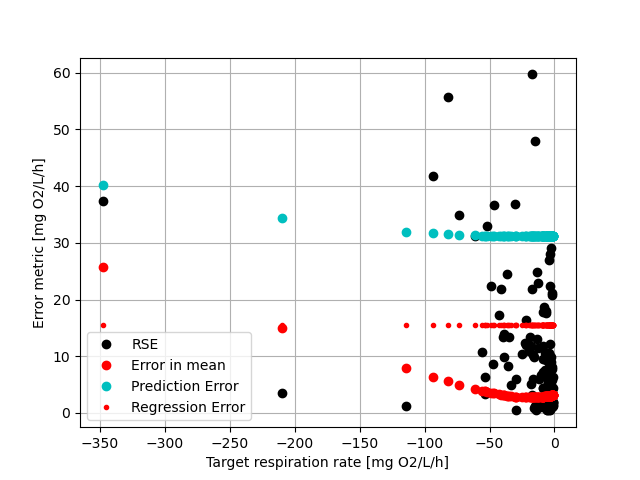 60
50
40
30
20
10
0
Error metric [mg O2/L/h]
RSE
Error in mean
Prediction Error
Regression Error
−350 −300 −250 −200 −150 −100 −50 0
Target respiration rate [mg O2/L/h]